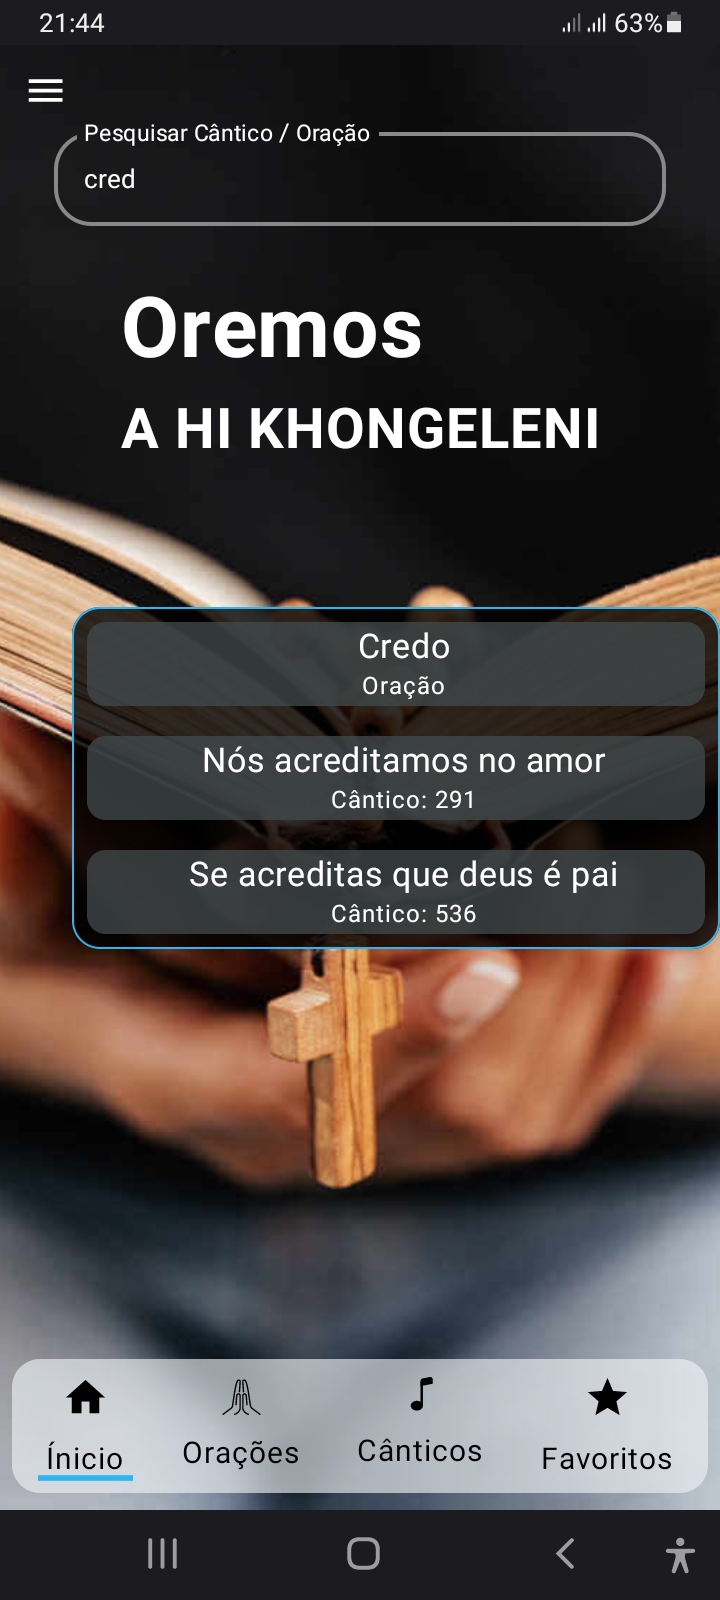 21:44
63%
Pesquisar Cântico / Oração
cred
Oremos
A HI KHONGELENI
Credo
Oração
Nós acreditamos no amor
Cântico: 291
Se acreditas que deus é pai
Cântico: 536
Ínicio
Orações
Cânticos
Favoritos